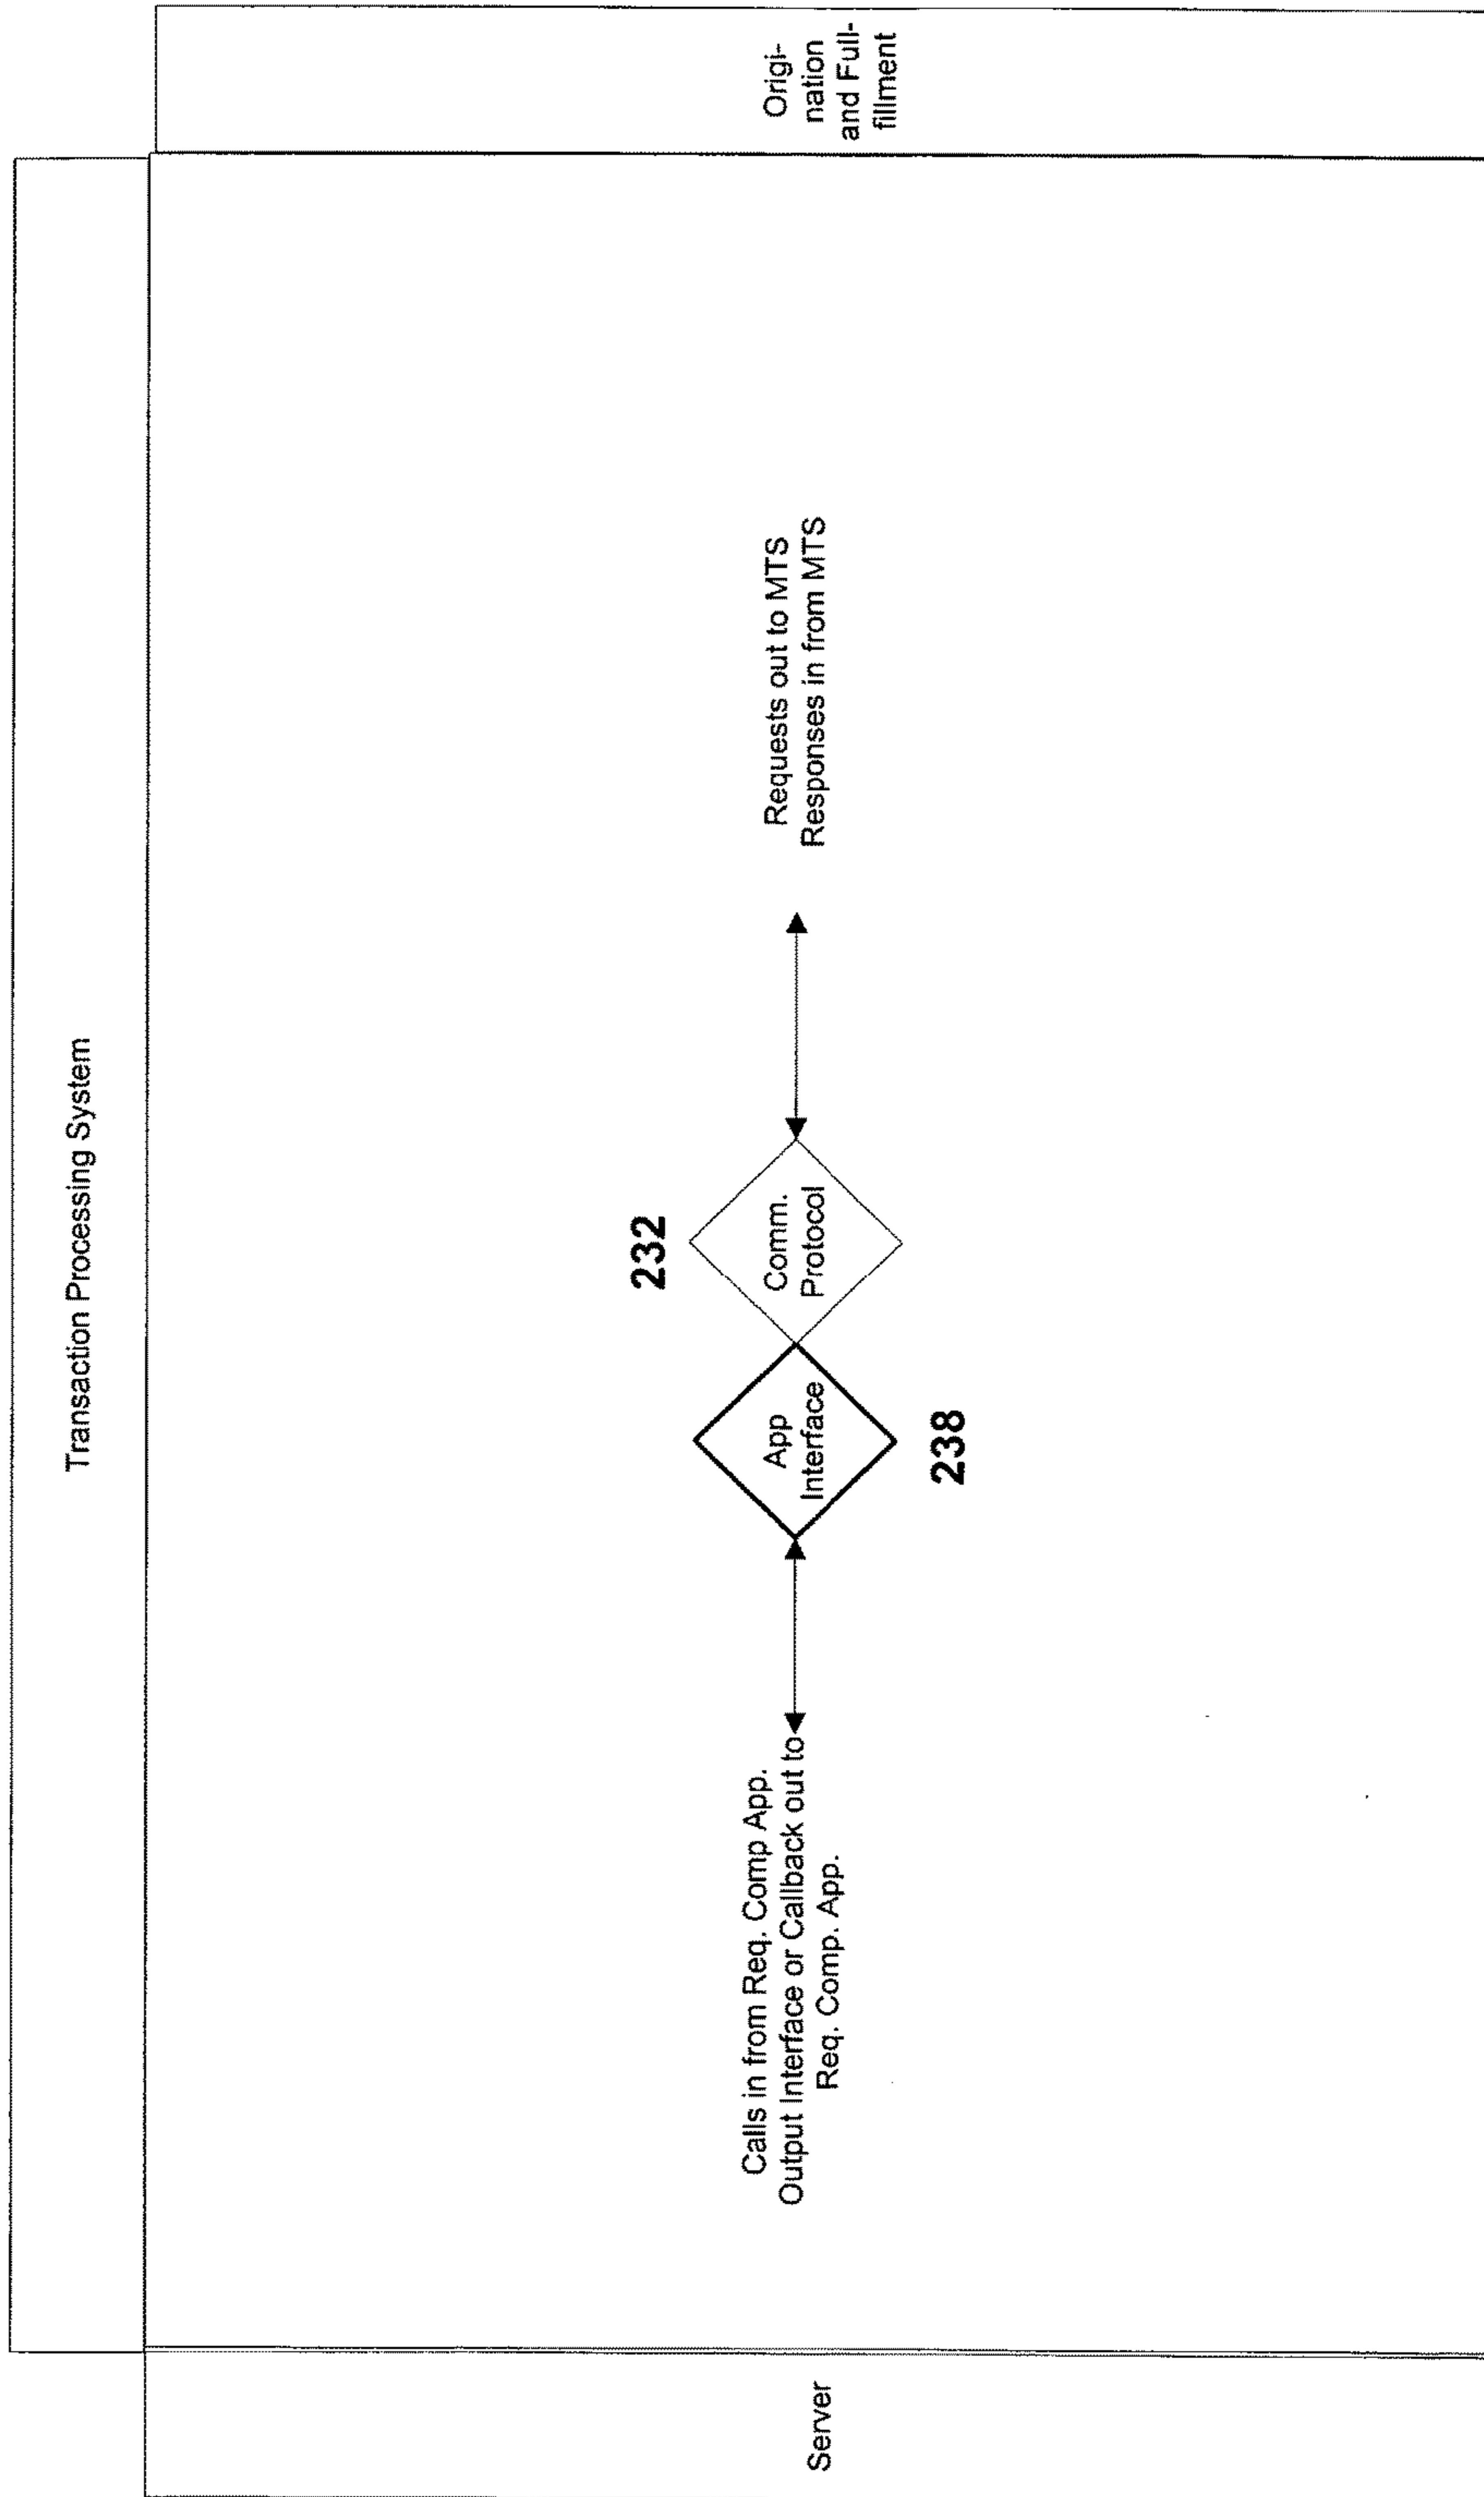 Transaction Processing System
Server
Calls in from Req. Comp App.
Output Interface or Callback out to
Req. Comp. App.
App
Interface
238
232
Comm.
Protocol
Requests out to MTS
Responses in from MTS
Origi-
nation
and Full-
fillment